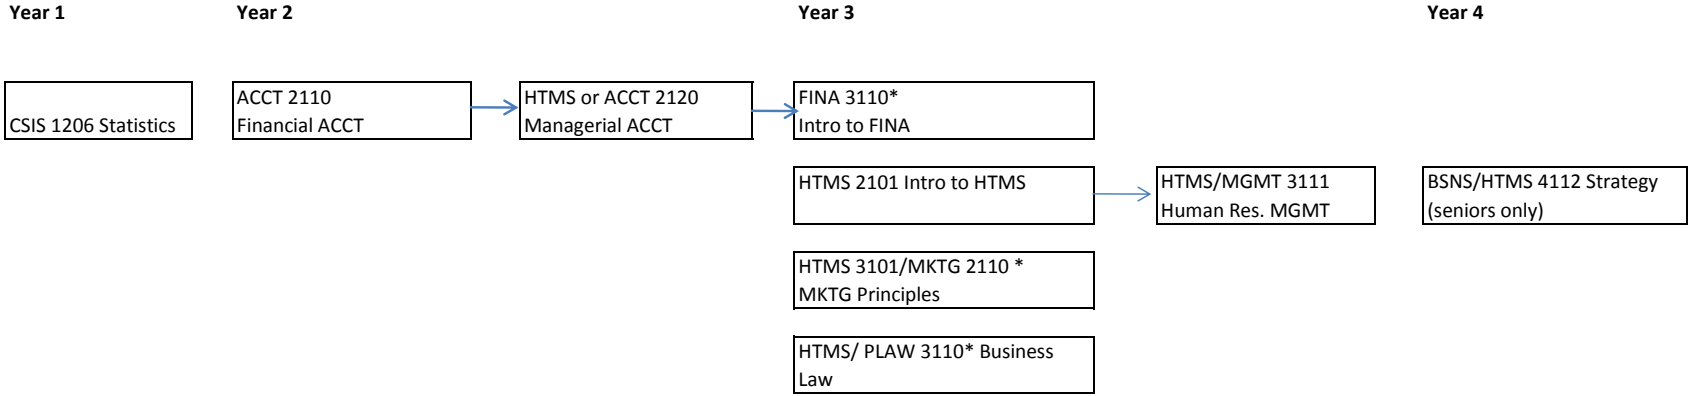 Year 1
Year 2
Year 3
Year 4
CSIS 1206 Statistics
ACCT 2110
Financial ACCT
HTMS or ACCT 2120
Managerial ACCT
FINA 3110*
Intro to FINA
HTMS 2101 Intro to HTMS
HTMS/MGMT 3111
Human Res. MGMT
BSNS/HTMS 4112 Strategy
(seniors only)
HTMS 3101/MKTG 2110 *
MKTG Principles
HTMS/ PLAW 3110* Business
Law